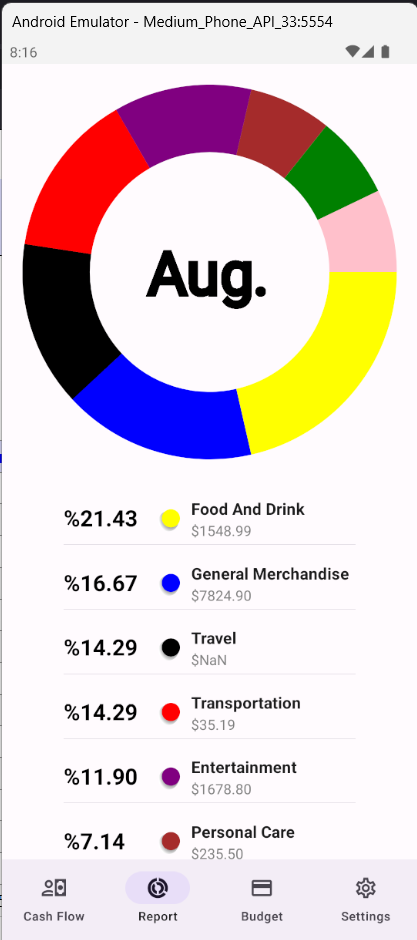 Android Emulator - Medium_Phone_API_33:5554
8:16
Aug.
%21.43 Food And Drink
$1548.99
%16.67 General Merchandise
$7824.90
%14.29 Travel
$NaN
%14.29 Transportation
$35.19
%11.90 Entertainment
$1678.80
%7.14 Personal Care
$235.50
Cash Flow Report Budget Settings